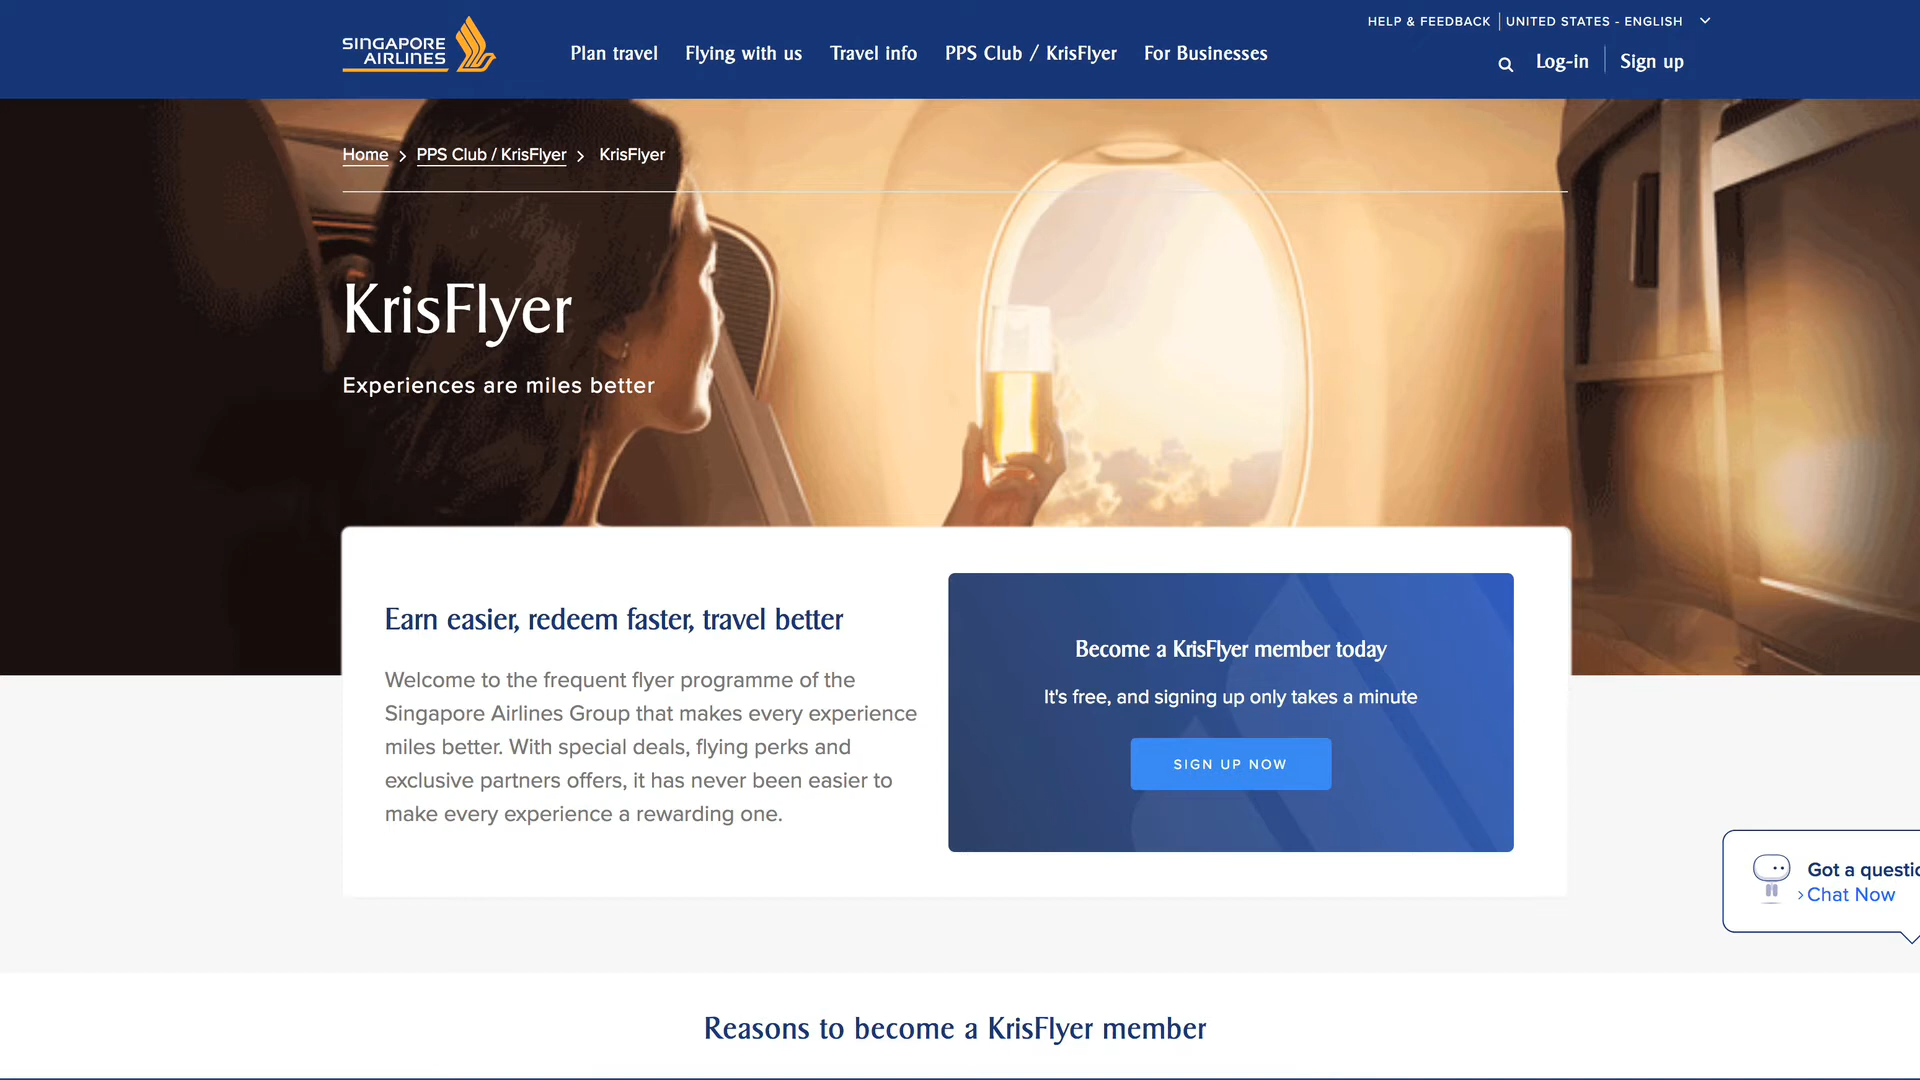 HELP & FEEDBACK
UNITED STATES - ENGLISH
SINGAPORE
AIRLINES
Plan travel
Flying with us
Travel info
PPS Club / KrisFlyer
For Businesses
Log-in
Sign up
Home > PPS Club / KrisFlyer > KrisFlyer
KrisFlyer
Experiences are miles better
Earn easier, redeem faster, travel better
Welcome to the frequent flyer programme of the
Singapore Airlines Group that makes every experience
miles better. With special deals, flying perks and
exclusive partners offers, it has never been easier to
make every experience a rewarding one.
Become a KrisFlyer member today
It's free, and signing up only takes a minute
SIGN UP NOW
Got a questio
> Chat Now
Reasons to become a KrisFlyer member